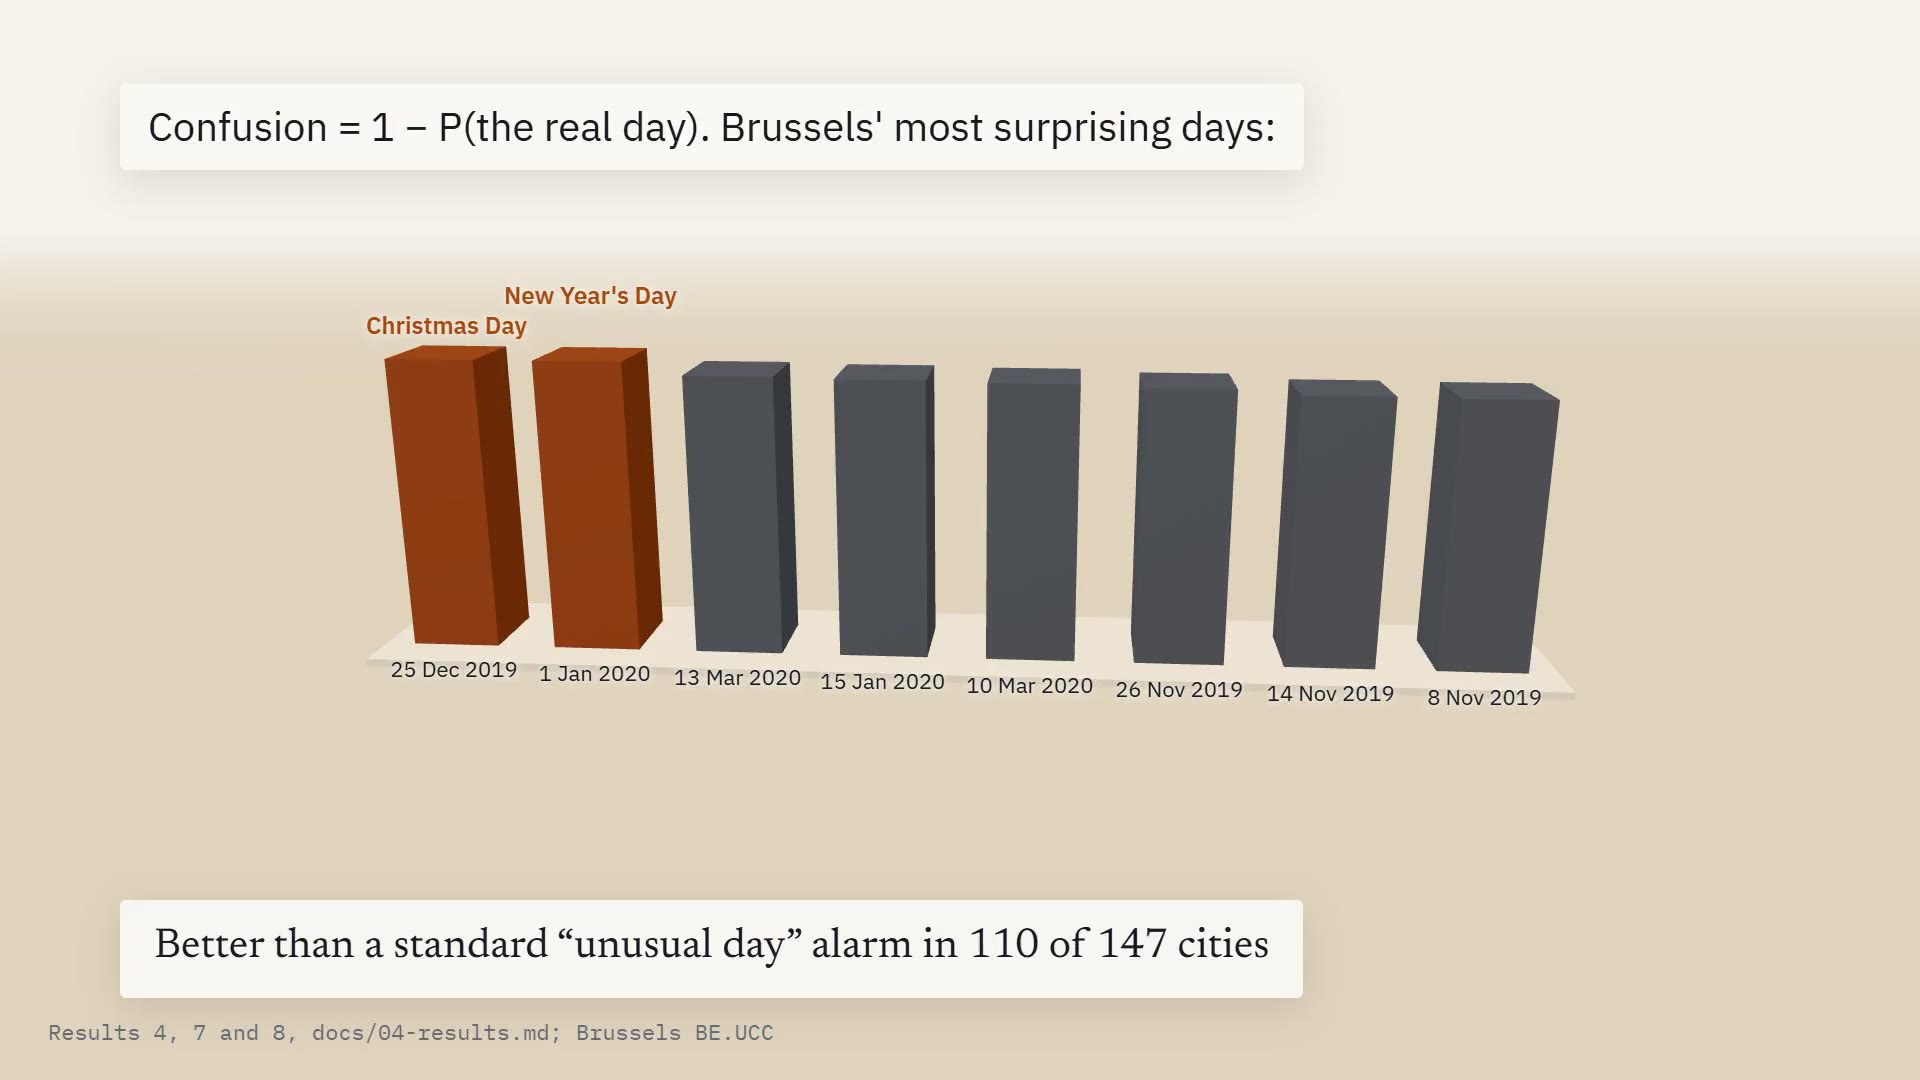 Confusion = 1 − P(the real day). Brussels' most surprising days:
New Year's Day
Christmas Day
25 Dec 2019
1 Jan 2020
13 Mar 2020
15 Jan 2020
10 Mar 2020
26 Nov 2019
14 Nov 2019
8 Nov 2019
Better than a standard “unusual day” alarm in 110 of 147 cities
Results 4, 7 and 8, docs/04-results.md; Brussels BE.UCC